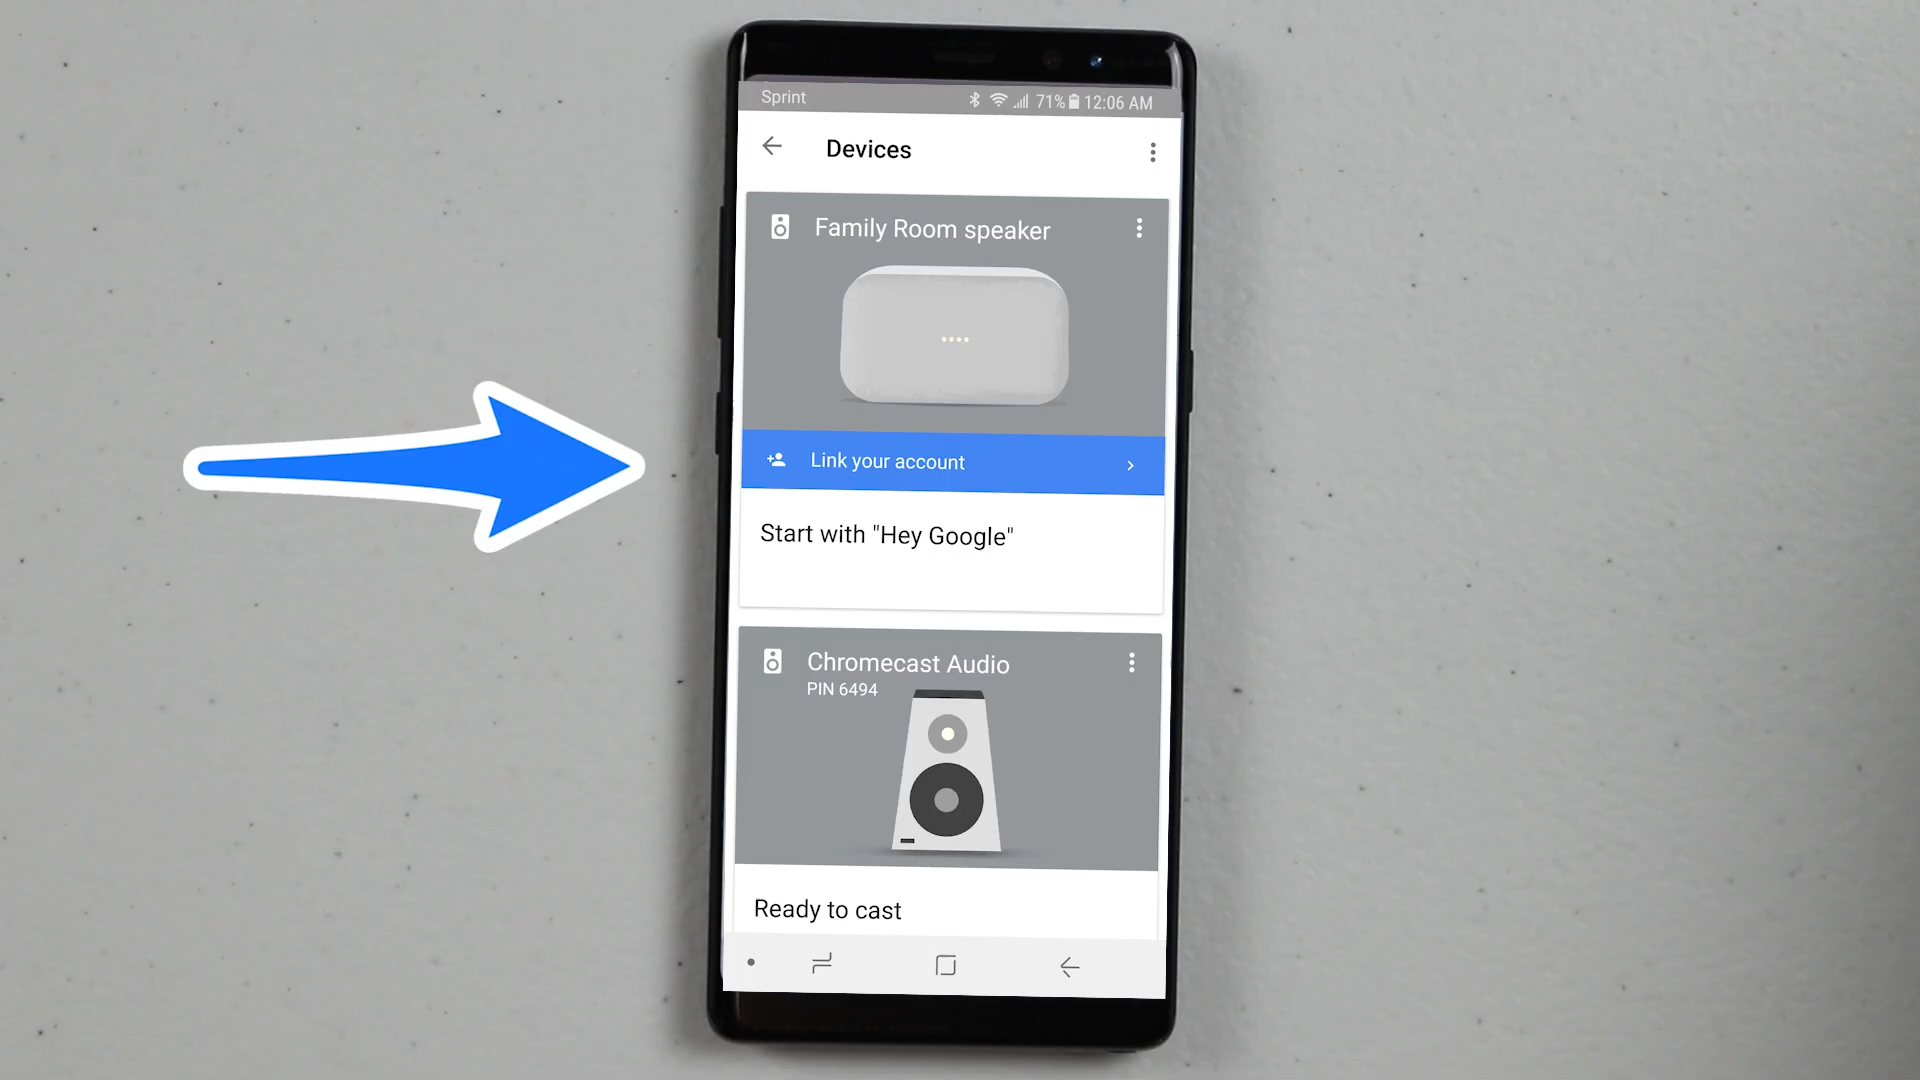 Sprint 71% 12:06 AM
Devices
Family Room speaker
Link your account
Start with "Hey Google"
Chromecast Audio
PIN 6494
Ready to cast